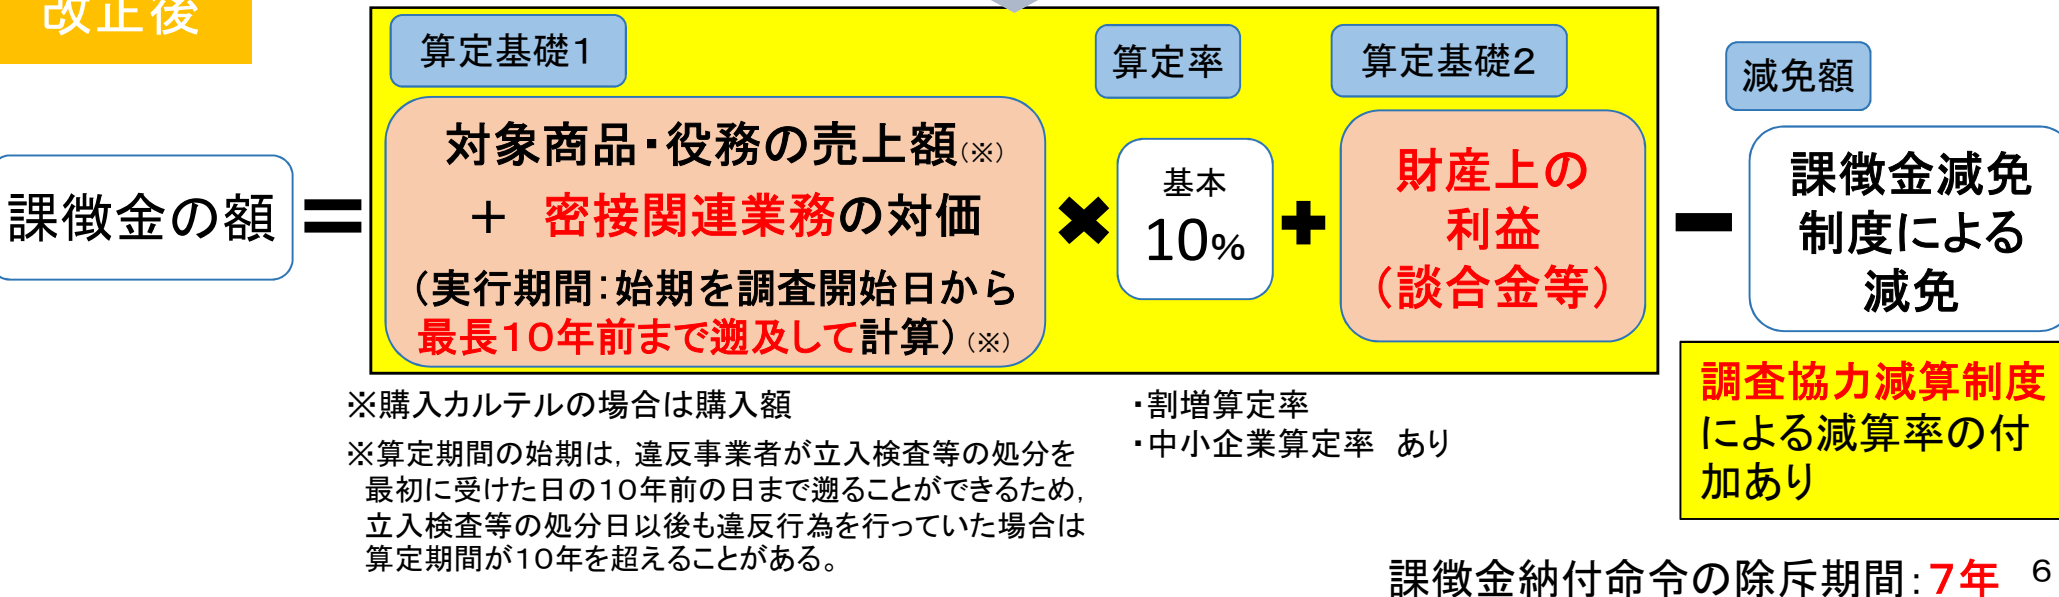 改正後
算定基礎1
算定率
算定基礎2
減免額
課徴金の額
＝
対象商品・役務の売上額(※)
＋ 密接関連業務の対価
(実行期間:始期を調査開始日から
最長10年前まで遡及して計算)(※)
×
基本
10%
＋
財産上の
利益
(談合金等)
－
課徴金減免
制度による
減免
※購入カルテルの場合は購入額
※算定期間の始期は，違反事業者が立入検査等の処分を
最初に受けた日の10年前の日まで遡ることができるため，
立入検査等の処分日以後も違反行為を行っていた場合は
算定期間が10年を超えることがある。
・割増算定率
・中小企業算定率 あり
調査協力減算制度
による減算率の付
加あり
課徴金納付命令の除斥期間:7年
6